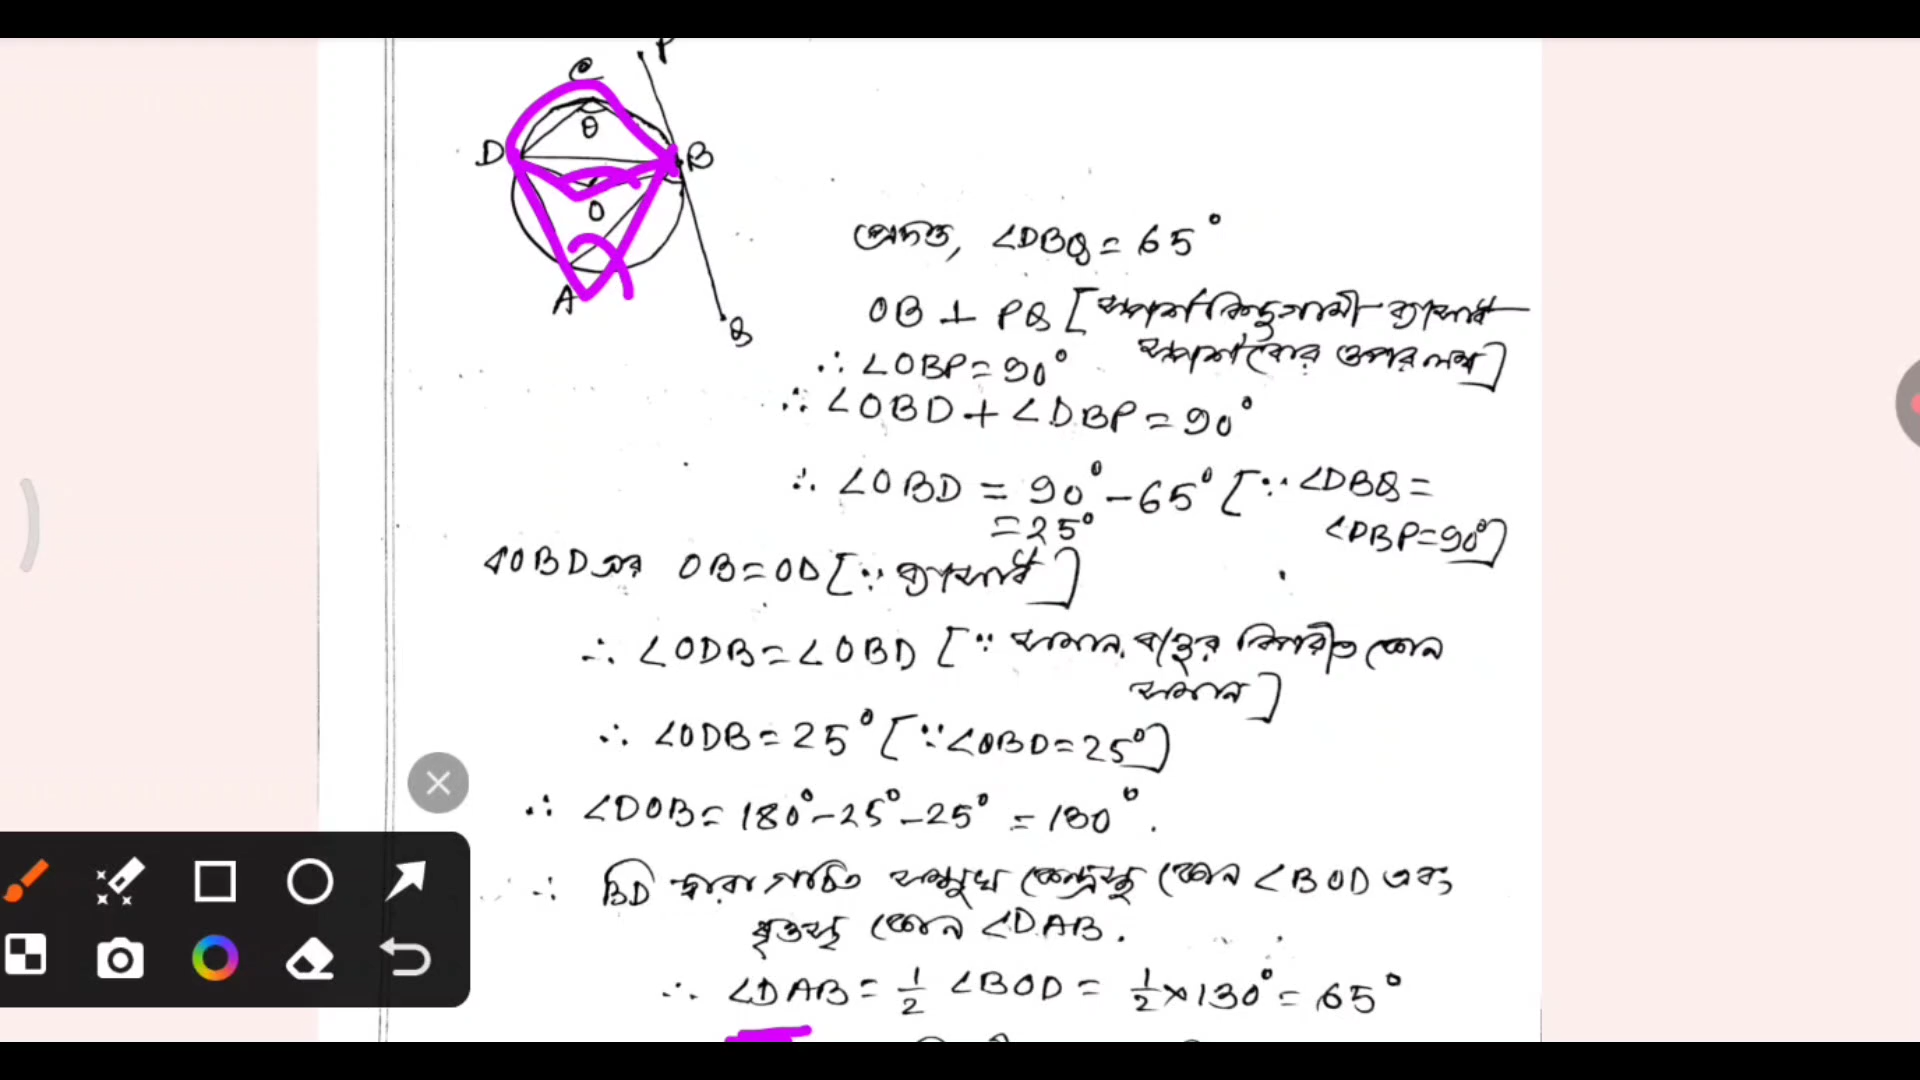 P
C
θ
D
B
O
A
Q
প্রদত্ত, ∠DBQ = 65°
OB ⊥ PQ [স্পর্শবিন্দুগামী ব্যাসার্ধ
স্পর্শকের ওপর লম্ব]
∴ ∠OBP = 90°
∴ ∠OBD + ∠DBP = 90°
∴ ∠OBD = 90° - 65° [∵ ∠DBQ =
= 25°
∠DBP = 90°]
∠OBD এর OB = OD [∵ ব্যাসার্ধ]
∴ ∠ODB = ∠OBD [∵ সমান বাহুর বিপরীত কোন
সমান]
∴ ∠ODB = 25° [∵ ∠OBD = 25°]
∴ ∠DOB = 180° - 25° - 25° = 130°.
∴ BD দ্বারা গঠিত সম্মুখ কেন্দ্রস্থ কোন ∠BOD এবং
বৃত্তস্থ কোন ∠DAB.
∴ ∠DAB = 1/2 ∠BOD = 1/2 × 130° = 65°